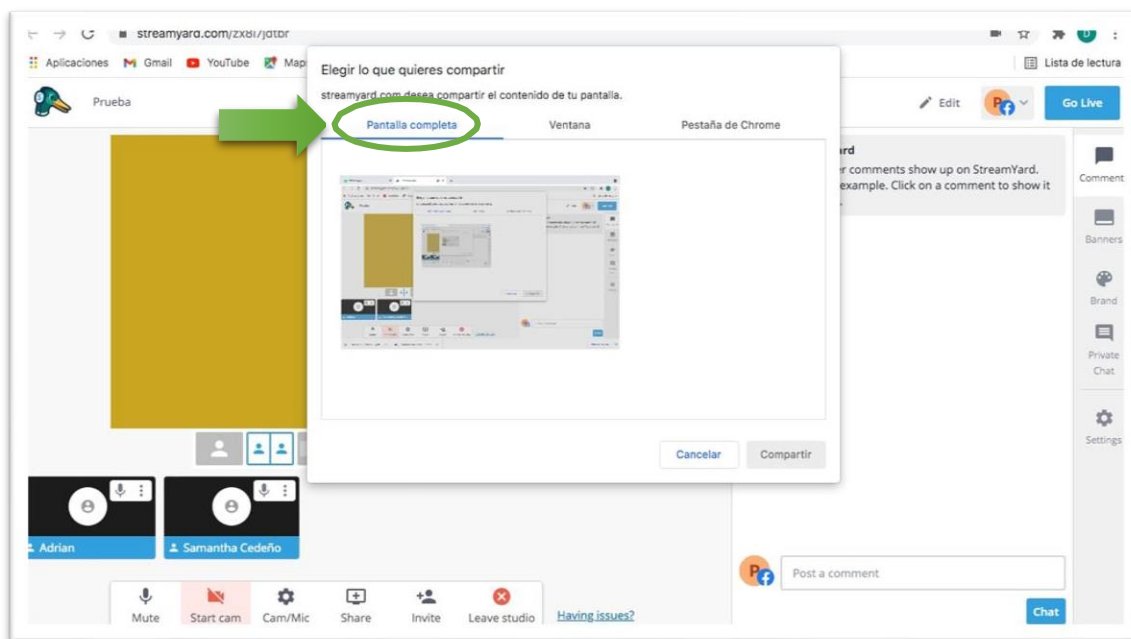 streamyard.com/zx8i7jdtbr
Aplicaciones Gmail YouTube Map
Lista de lectura
Prueba
Edit
Go Live
Elegir lo que quieres compartir
streamyard.com desea compartir el contenido de tu pantalla.
Pantalla completa Ventana Pestaña de Chrome
Cancelar Compartir
er comments show up on StreamYard.
example. Click on a comment to show it
Comment
Banners
Brand
Private
Chat
Settings
Adrian
Samantha Cedeño
Post a comment
Chat
Mute Start cam Cam/Mic Share Invite Leave studio Having issues?